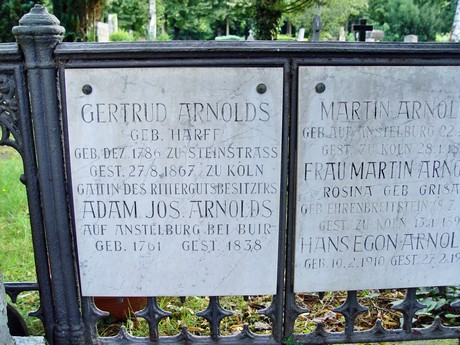 GERTRUD ARNOLDS
GEB. HARFF
GEB. DEZ. 1786 ZU STEINSTRASS
GEST. 27.8.1867 ZU KÖLN
GATTIN DES RITTERGUTSBESITZERS
ADAM JOS. ARNOLDS
AUF ANSTELBURG BEI BUIR
GEB. 1761 GEST. 1838
MARTIN ARNOL
GEB. AUF ANSTELBURG 22.
GEST. ZU KÖLN
FRAU MARTIN ARNO
ROSINA GEB. GRISA
GEB. EHRENBREITSTEIN
GEST. ZU KÖLN
HANS EGON ARNOL
GEB. 19.2.1910 GEST. 27.2.19